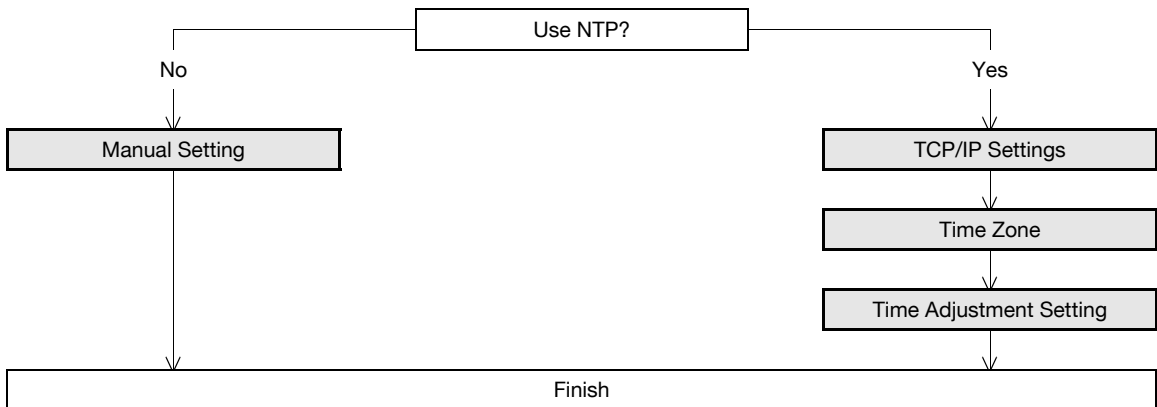 Use NTP?
No
Yes
Manual Setting
TCP/IP Settings
Time Zone
Time Adjustment Setting
Finish